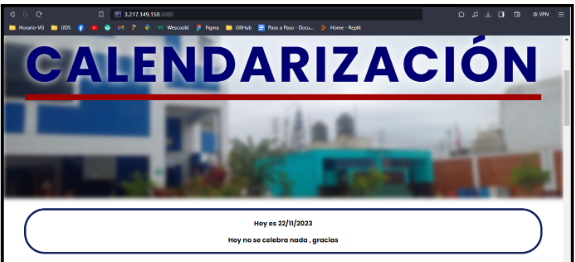 3.217.149.158:3000
VPN
Horario-VG
UDS
Wescoold
Figma
GitHub
Paso a Paso - Docu...
Home - Replit
CALENDARIZACIÓN
Hoy es 22/11/2023
Hoy no se celebra nada , gracias